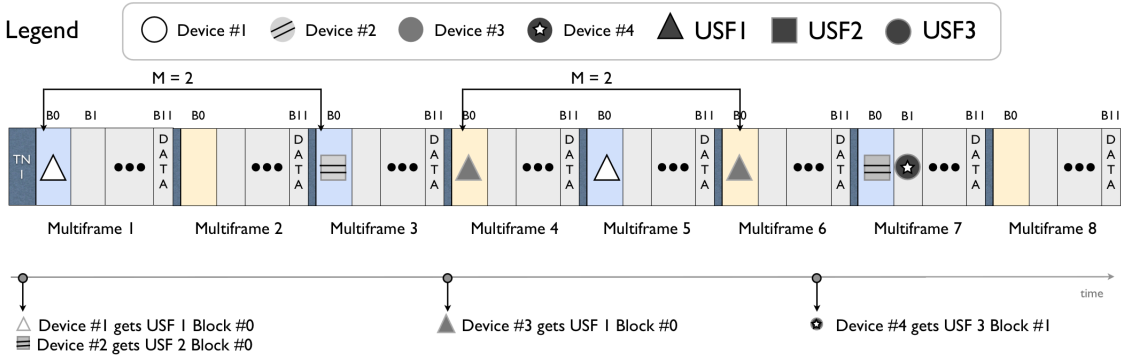 Legend
Device #1 Device #2 Device #3 Device #4 USF1 USF2 USF3
M = 2 M = 2
B0 B1 B11 B0 B11 B0 B11 B0 B11 B0 B11 B0 B11 B0 B1 B11 B0 B11
TN 1 DATA DATA DATA DATA DATA DATA DATA DATA
Multiframe 1 Multiframe 2 Multiframe 3 Multiframe 4 Multiframe 5 Multiframe 6 Multiframe 7 Multiframe 8
time
Device #1 gets USF 1 Block #0 Device #3 gets USF 1 Block #0 Device #4 gets USF 3 Block #1
Device #2 gets USF 2 Block #0